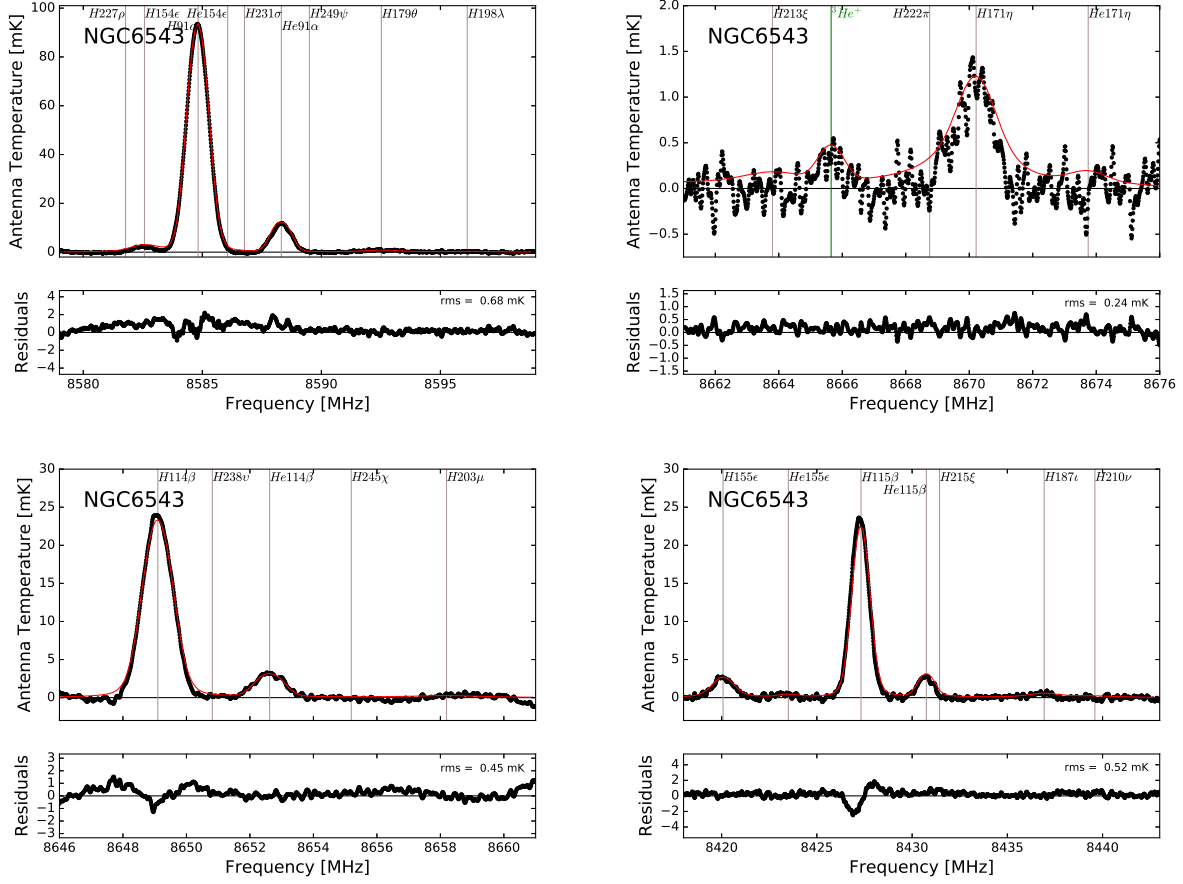 H227ρ H154ϵ He154ϵ H231σ H249ψ H179θ H198λ
H91α He91α
NGC6543
Antenna Temperature [mK]
100
80
60
40
20
0
Residuals
4
2
0
−2
−4
rms = 0.68 mK
8580 8585 8590 8595
Frequency [MHz]
H213ξ ³He⁺ H222π H171η He171η
NGC6543
Antenna Temperature [mK]
2.0
1.5
1.0
0.5
0.0
−0.5
Residuals
1.5
1.0
0.5
0.0
−0.5
−1.0
−1.5
rms = 0.24 mK
8662 8664 8666 8668 8670 8672 8674 8676
Frequency [MHz]
H114β H238υ He114β H245χ H203μ
NGC6543
Antenna Temperature [mK]
30
25
20
15
10
5
0
Residuals
3
2
1
0
−1
−2
−3
rms = 0.45 mK
8646 8648 8650 8652 8654 8656 8658 8660
Frequency [MHz]
H155ϵ He155ϵ H115β H215ξ H187ι H210ν
He115β
NGC6543
Antenna Temperature [mK]
30
25
20
15
10
5
0
Residuals
4
2
0
−2
−4
rms = 0.52 mK
8420 8425 8430 8435 8440
Frequency [MHz]